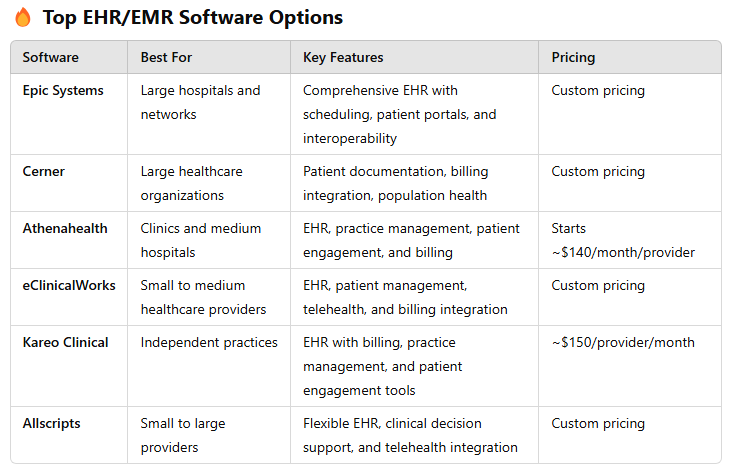 🔥 Top EHR/EMR Software Options
Software Best For Key Features Pricing
Epic Systems Large hospitals and Comprehensive EHR with Custom pricing
networks scheduling, patient portals, and
interoperability
Cerner Large healthcare Patient documentation, billing Custom pricing
organizations integration, population health
Athenahealth Clinics and medium EHR, practice management, patient Starts
hospitals engagement, and billing ~$140/month/provider
eClinicalWorks Small to medium EHR, patient management, Custom pricing
healthcare providers telehealth, and billing integration
Kareo Clinical Independent practices EHR with billing, practice ~$150/provider/month
management, and patient
engagement tools
Allscripts Small to large Flexible EHR, clinical decision Custom pricing
providers support, and telehealth integration